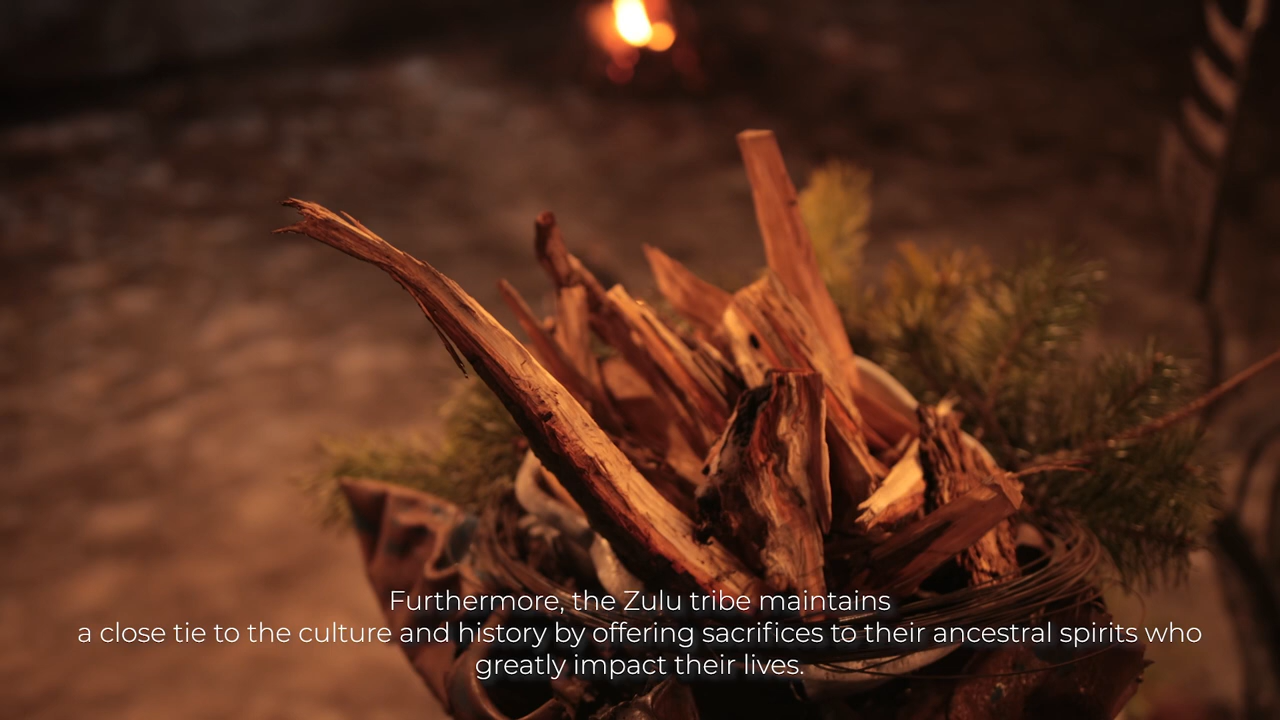 Furthermore, the Zulu tribe maintains
a close tie to the culture and history by offering sacrifices to their ancestral spirits who
greatly impact their lives.